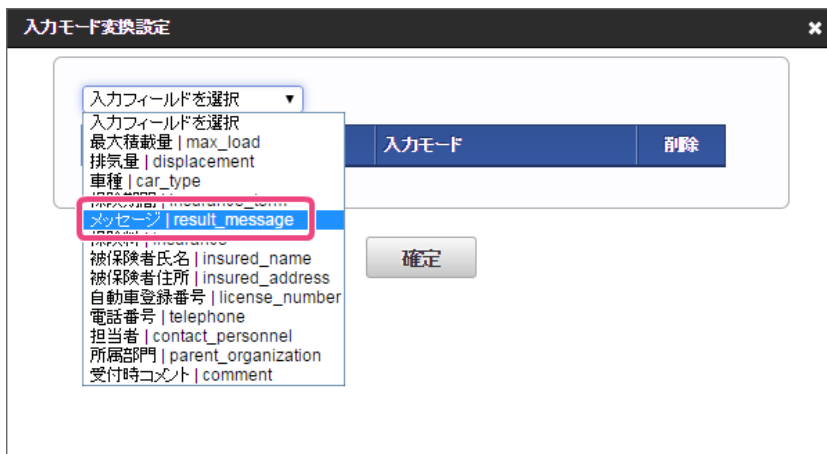 入力モード変換設定
入力フィールドを選択
入力フィールドを選択
最大積載量 | max_load
排気量 | displacement
車種 | car_type
メッセージ | result_message
被保険者氏名 | insured_name
被保険者住所 | insured_address
自動車登録番号 | license_number
電話番号 | telephone
担当者 | contact_personnel
所属部門 | parent_organization
受付時コメント | comment
入力モード
削除
確定